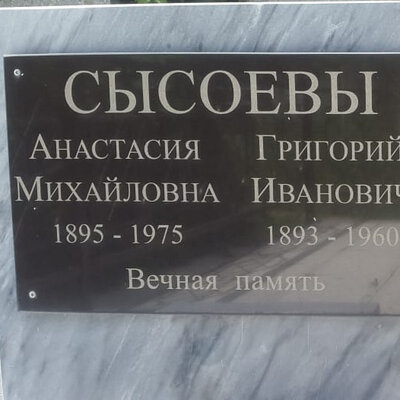 СЫСОЕВЫ
Анастасия Григорий
Михайловна Иванович
1895 - 1975 1893 - 1960
Вечная память